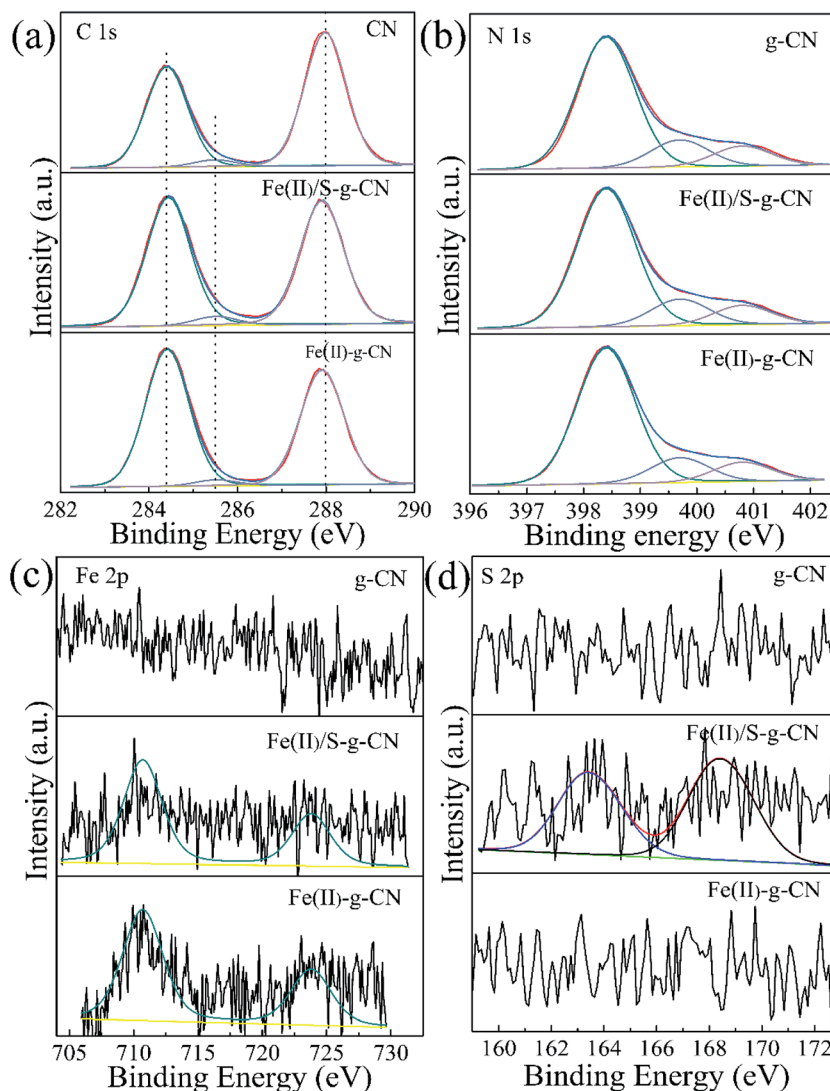 (a) C 1s CN
Fe(II)/S-g-CN
Fe(II)-g-CN
Intensity (a.u.)
282 284 286 288 290
Binding Energy (eV)
(b) N 1s g-CN
Fe(II)/S-g-CN
Fe(II)-g-CN
Intensity (a.u.)
396 397 398 399 400 401 402
Binding energy (eV)
(c) Fe 2p g-CN
Fe(II)/S-g-CN
Fe(II)-g-CN
Intensity (a.u.)
705 710 715 720 725 730
Binding Energy (eV)
(d) S 2p g-CN
Fe(II)/S-g-CN
Fe(II)-g-CN
Intensity (a.u.)
160 162 164 166 168 170 172
Binding Energy (eV)